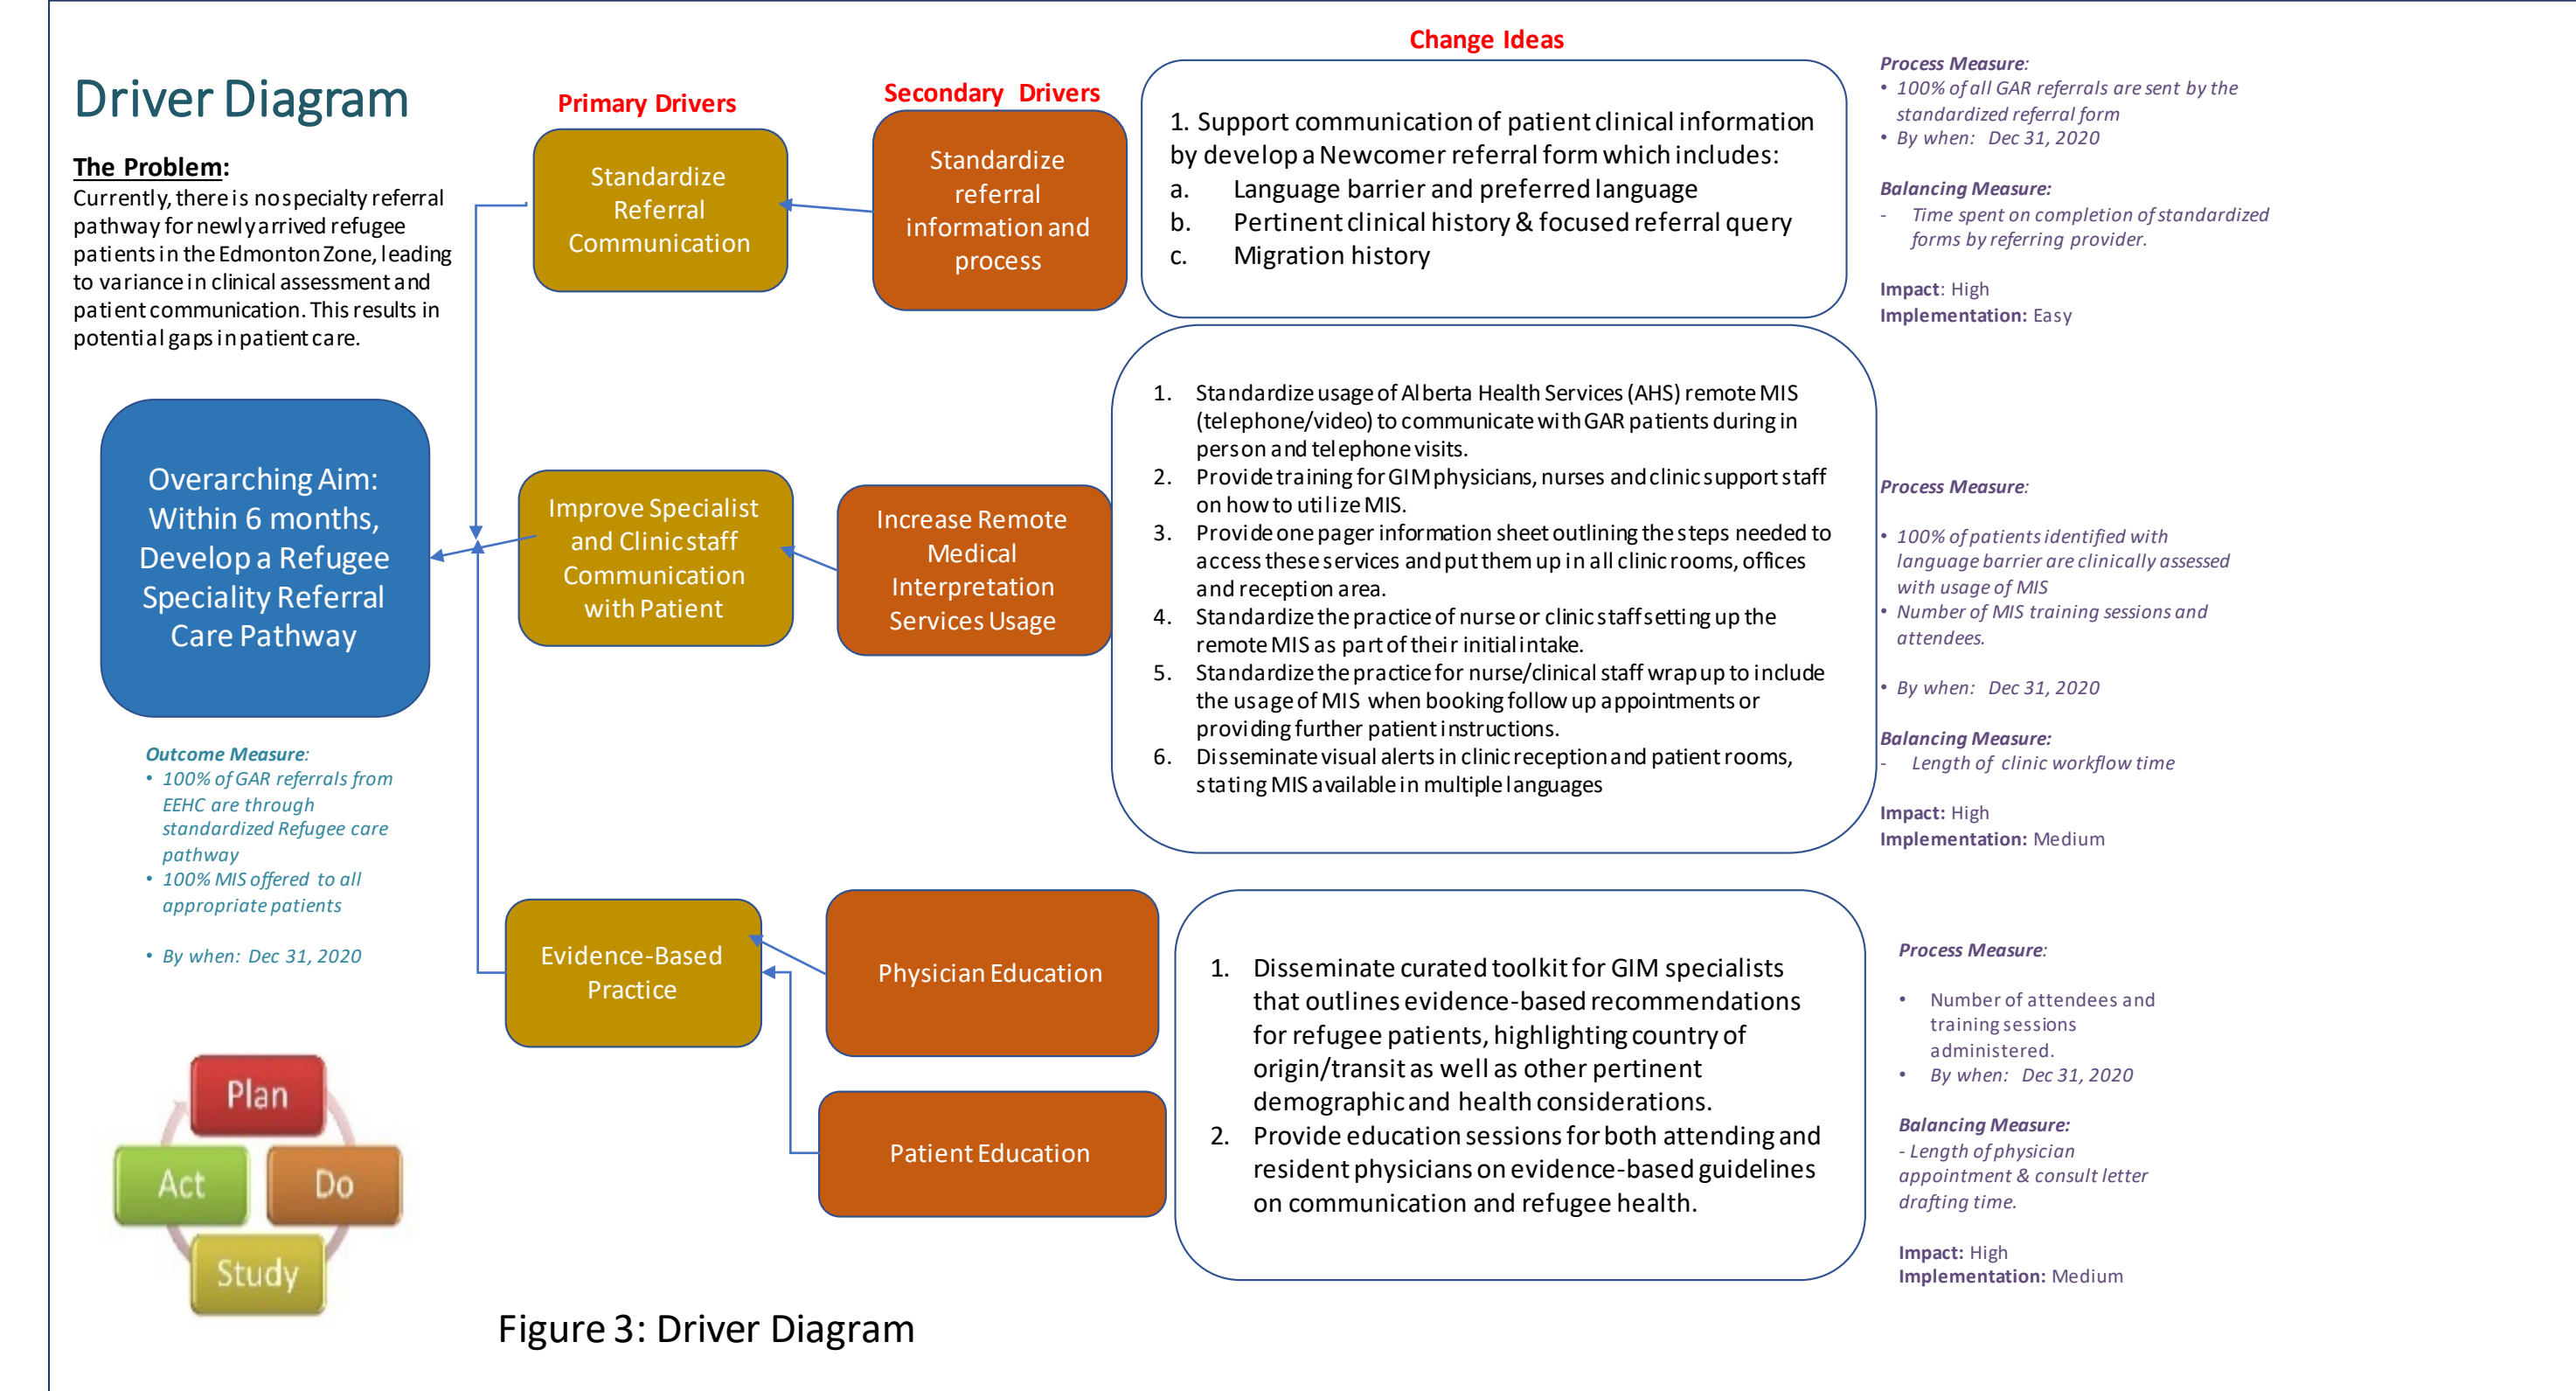 Driver Diagram
The Problem:
Currently, there is no specialty referral
pathway for newly arrived refugee
patients in the Edmonton Zone, leading
to variance in clinical assessment and
patient communication. This results in
potential gaps in patient care.
Overarching Aim:
Within 6 months,
Develop a Refugee
Speciality Referral
Care Pathway
Outcome Measure:
• 100% of GAR referrals from
EEHC are through
standardized Refugee care
pathway
• 100% MIS offered to all
appropriate patients
• By when: Dec 31, 2020
Plan
Act
Do
Study
Primary Drivers
Standardize
Referral
Communication
Improve Specialist
and Clinic staff
Communication
with Patient
Evidence-Based
Practice
Secondary Drivers
Standardize
referral
information and
process
Increase Remote
Medical
Interpretation
Services Usage
Physician Education
Patient Education
Change Ideas
1. Support communication of patient clinical information
by develop a Newcomer referral form which includes:
a. Language barrier and preferred language
b. Pertinent clinical history & focused referral query
c. Migration history
1. Standardize usage of Alberta Health Services (AHS) remote MIS
(telephone/video) to communicate with GAR patients during in
person and telephone visits.
2. Provide training for GIM physicians, nurses and clinic support staff
on how to utilize MIS.
3. Provide one pager information sheet outlining the steps needed to
access these services and put them up in all clinic rooms, offices
and reception area.
4. Standardize the practice of nurse or clinic staff setting up the
remote MIS as part of their initial intake.
5. Standardize the practice for nurse/clinical staff wrap up to include
the usage of MIS when booking follow up appointments or
providing further patient instructions.
6. Disseminate visual alerts in clinic reception and patient rooms,
stating MIS available in multiple languages
1. Disseminate curated toolkit for GIM specialists
that outlines evidence-based recommendations
for refugee patients, highlighting country of
origin/transit as well as other pertinent
demographic and health considerations.
2. Provide education sessions for both attending and
resident physicians on evidence-based guidelines
on communication and refugee health.
Process Measure:
• 100% of all GAR referrals are sent by the
standardized referral form
• By when: Dec 31, 2020
Balancing Measure:
- Time spent on completion of standardized
forms by referring provider.
Impact: High
Implementation: Easy
Process Measure:
• 100% of patients identified with
language barrier are clinically assessed
with usage of MIS
• Number of MIS training sessions and
attendees.
• By when: Dec 31, 2020
Balancing Measure:
- Length of clinic workflow time
Impact: High
Implementation: Medium
Process Measure:
• Number of attendees and
training sessions
administered.
• By when: Dec 31, 2020
Balancing Measure:
- Length of physician
appointment & consult letter
drafting time.
Impact: High
Implementation: Medium
Figure 3: Driver Diagram